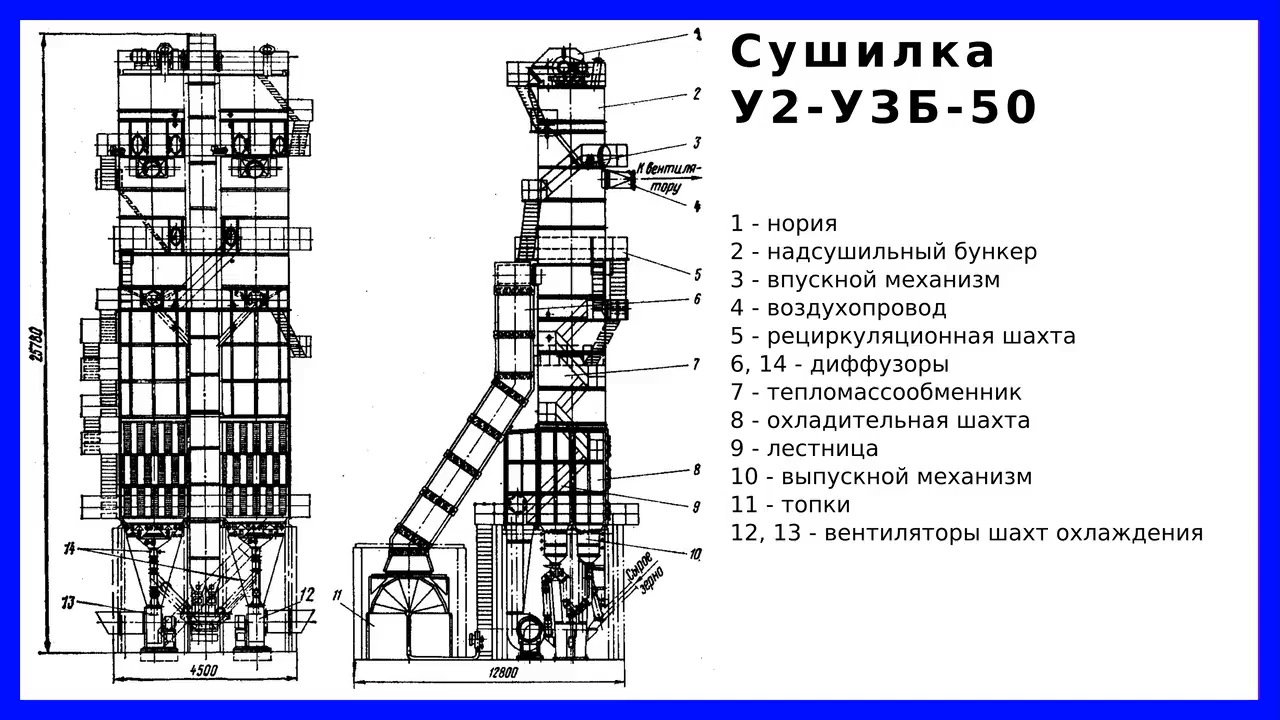 Сушилка
У2-УЗБ-50
1 - нория
2 - надсушильный бункер
3 - впускной механизм
4 - воздухопровод
5 - рециркуляционная шахта
6, 14 - диффузоры
7 - тепломассообменник
8 - охладительная шахта
9 - лестница
10 - выпускной механизм
11 - топки
12, 13 - вентиляторы шахт охлаждения
1
2
3
К вентиля-
тору
4
5
6
7
8
9
10
Сырое
зерно
11
12
13
14
25780
4500
12800